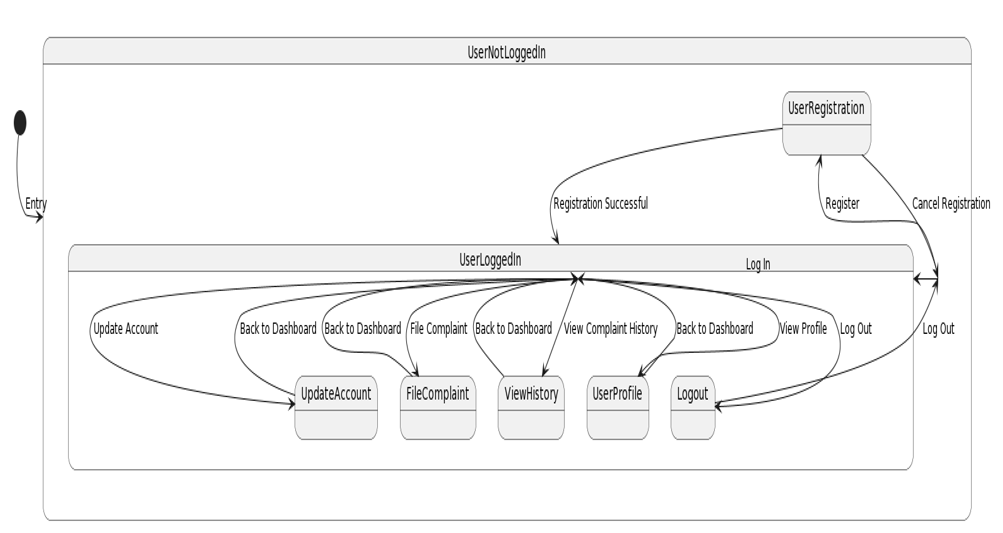 UserNotLoggedIn
UserRegistration
Entry
Registration Successful
Register
Cancel Registration
UserLoggedIn
Log In
Update Account
Back to Dashboard
Back to Dashboard
File Complaint
Back to Dashboard
View Complaint History
Back to Dashboard
View Profile
Log Out
Log Out
UpdateAccount
FileComplaint
ViewHistory
UserProfile
Logout